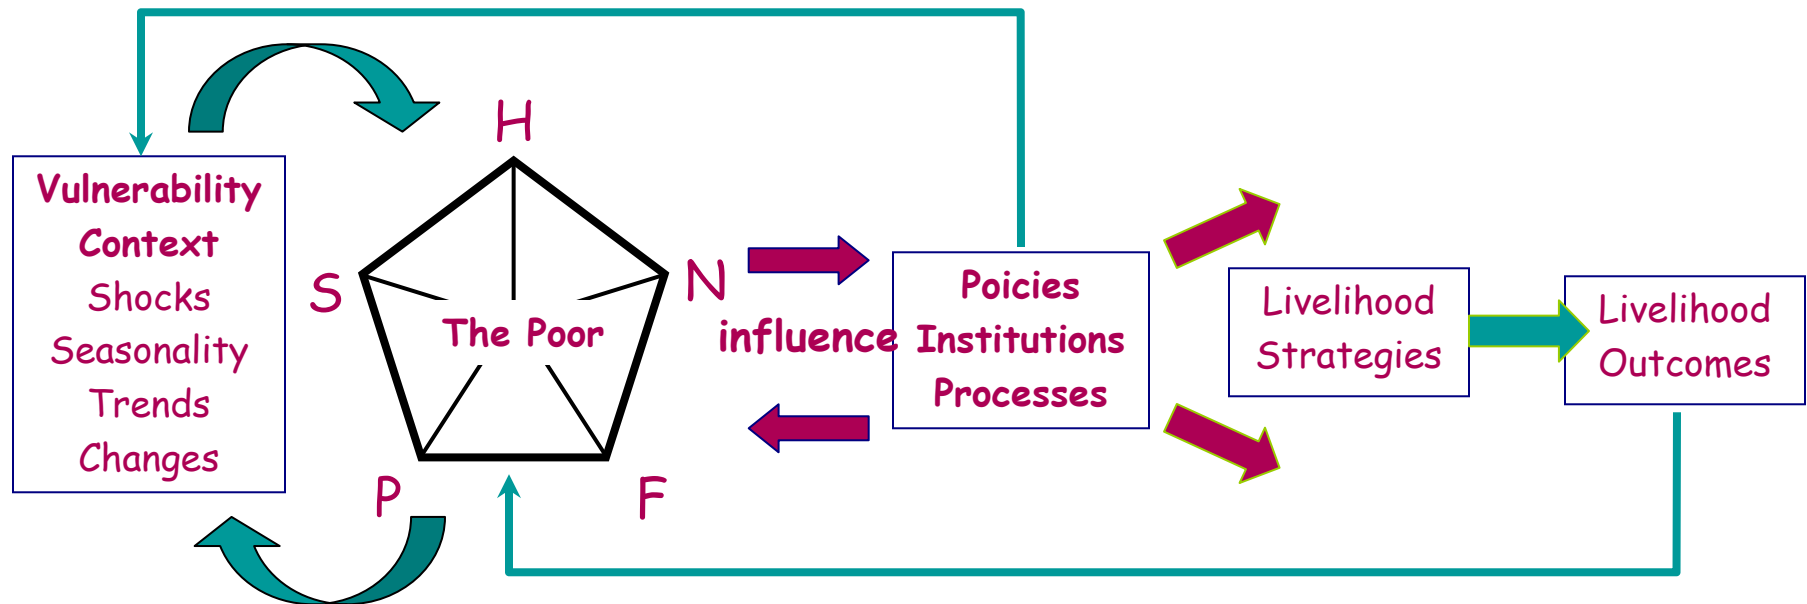 Vulnerability
Context
Shocks
Seasonality
Trends
Changes
H
S
N
The Poor
P
F
influence
Poicies
Institutions
Processes
Livelihood
Strategies
Livelihood
Outcomes